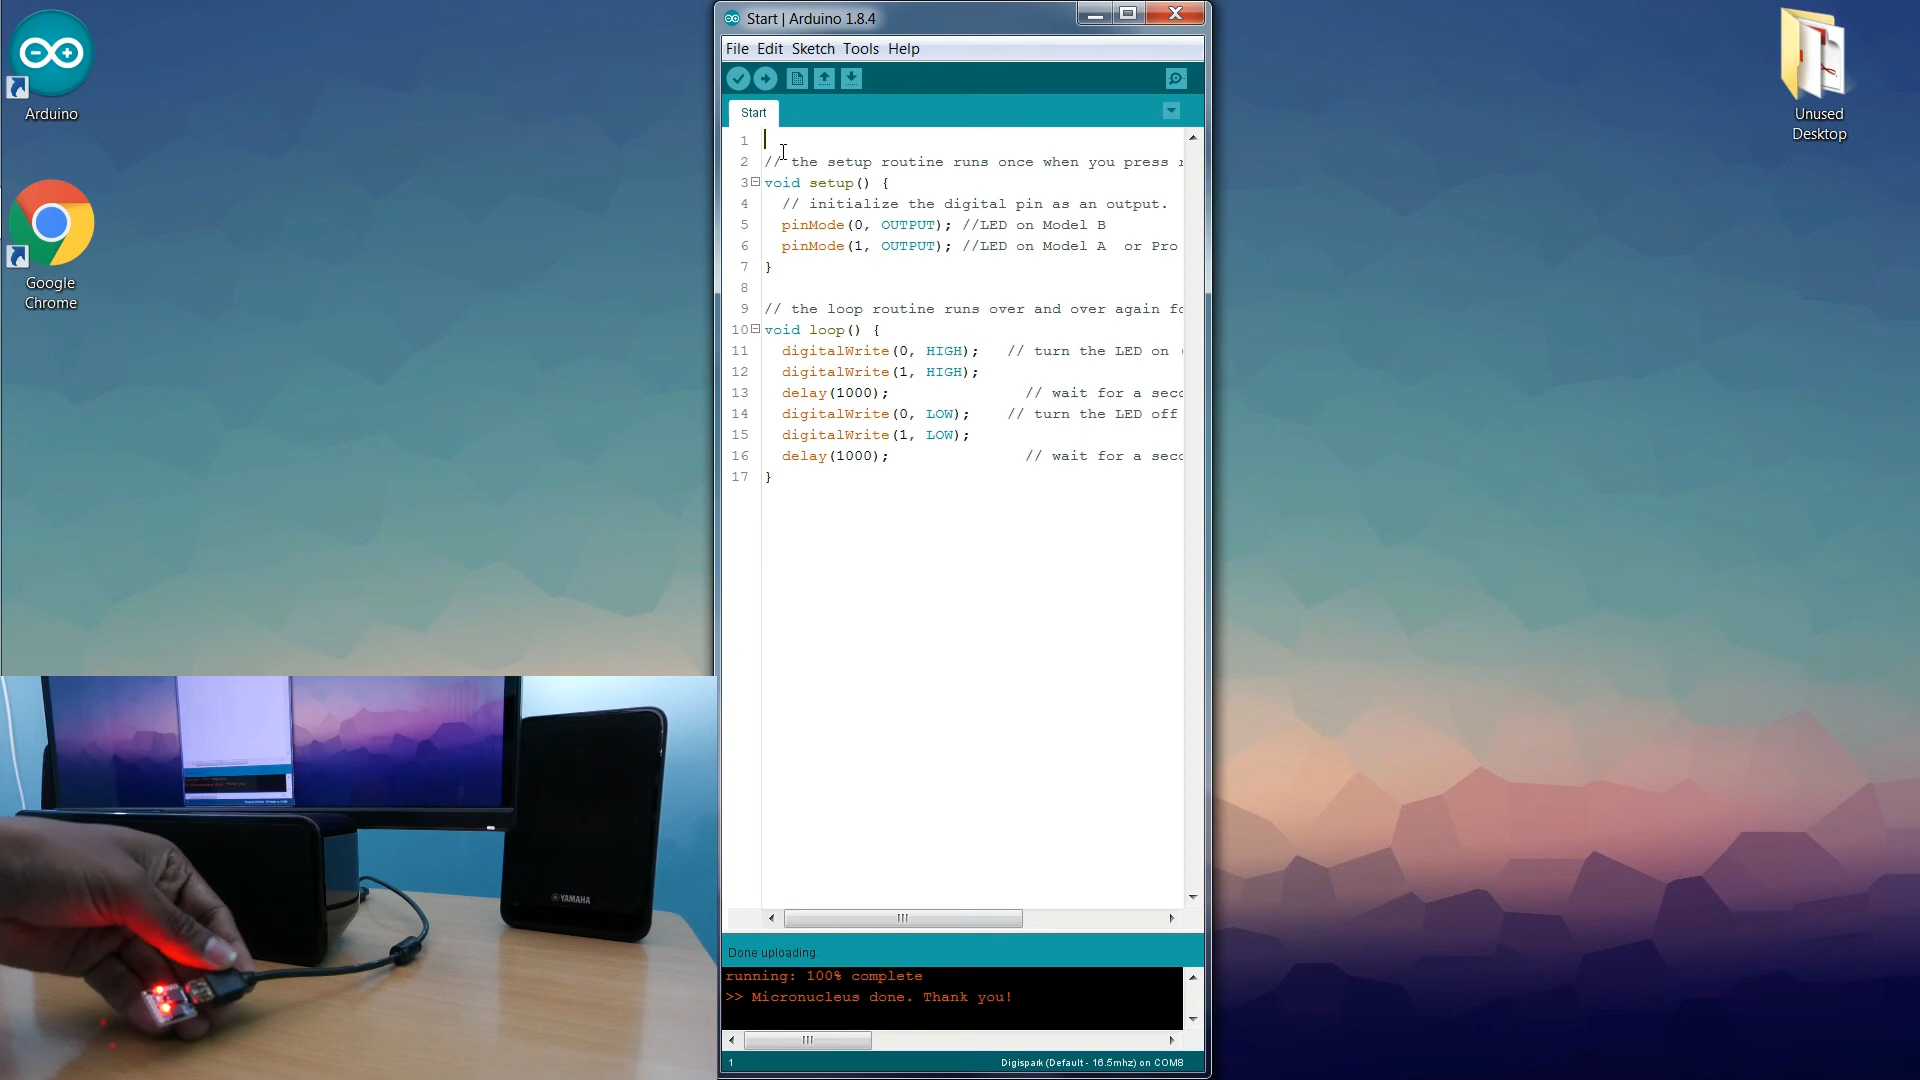 Arduino
Google
Chrome
Unused
Desktop
Start | Arduino 1.8.4
File Edit Sketch Tools Help
Start
1
2 // the setup routine runs once when you press r
3 void setup() {
4 // initialize the digital pin as an output.
5 pinMode(0, OUTPUT); //LED on Model B
6 pinMode(1, OUTPUT); //LED on Model A  or Pro
7 }
8
9 // the loop routine runs over and over again fo
10 void loop() {
11 digitalWrite(0, HIGH);   // turn the LED on (
12 digitalWrite(1, HIGH);
13 delay(1000);               // wait for a seco
14 digitalWrite(0, LOW);    // turn the LED off
15 digitalWrite(1, LOW);
16 delay(1000);               // wait for a seco
17 }
Done uploading.
running: 100% complete
>> Micronucleus done. Thank you!
1
Digispark (Default - 16.5mhz) on COM8
YAMAHA